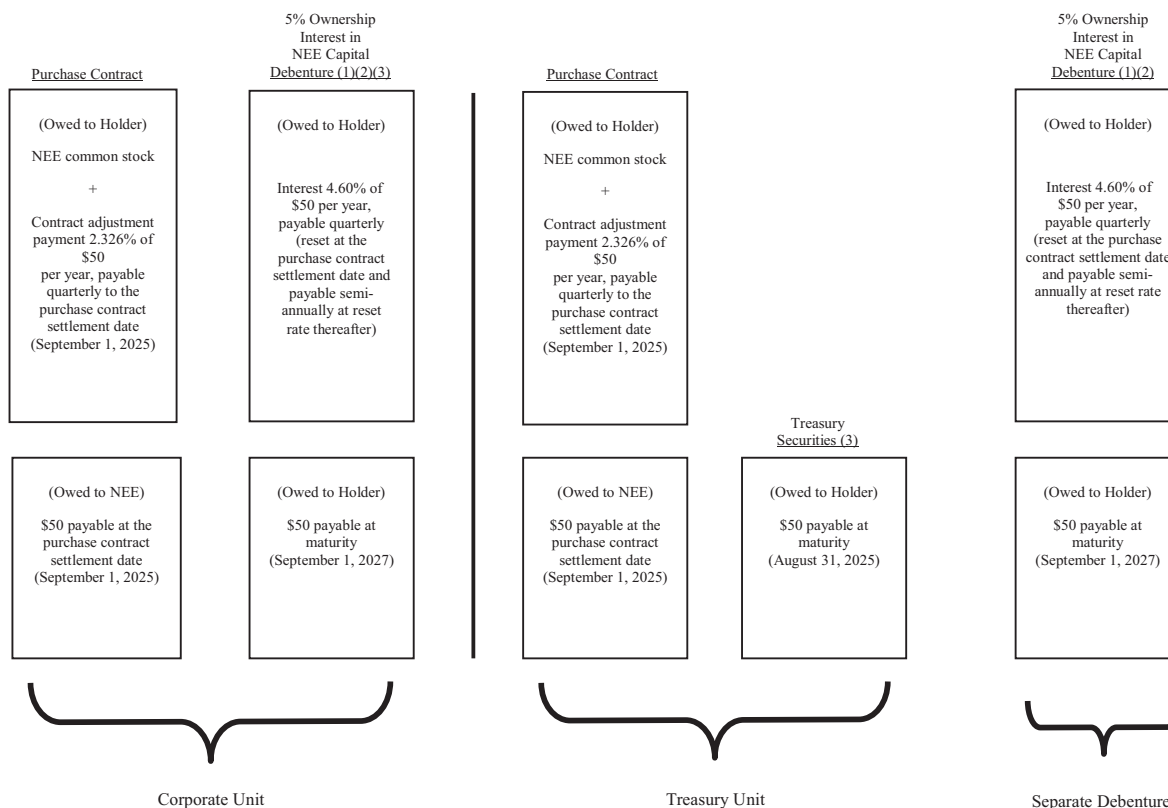 Purchase Contract
(Owed to Holder)
NEE common stock
+
Contract adjustment
payment 2.326% of
$50
per year, payable
quarterly to the
purchase contract
settlement date
(September 1, 2025)
(Owed to NEE)
$50 payable at the
purchase contract
settlement date
(September 1, 2025)
5% Ownership
Interest in
NEE Capital
Debenture (1)(2)(3)
(Owed to Holder)
Interest 4.60% of
$50 per year,
payable quarterly
(reset at the
purchase contract
settlement date and
payable semi-
annually at reset
rate thereafter)
(Owed to Holder)
$50 payable at
maturity
(September 1, 2027)
Corporate Unit
Purchase Contract
(Owed to Holder)
NEE common stock
+
Contract adjustment
payment 2.326% of
$50
per year, payable
quarterly to the
purchase contract
settlement date
(September 1, 2025)
(Owed to NEE)
$50 payable at the
purchase contract
settlement date
(September 1, 2025)
Treasury
Securities (3)
(Owed to Holder)
$50 payable at
maturity
(August 31, 2025)
Treasury Unit
5% Ownership
Interest in
NEE Capital
Debenture (1)(2)
(Owed to Holder)
Interest 4.60% of
$50 per year,
payable quarterly
(reset at the purchase
contract settlement date
and payable semi-
annually at reset rate
thereafter)
(Owed to Holder)
$50 payable at
maturity
(September 1, 2027)
Separate Debenture